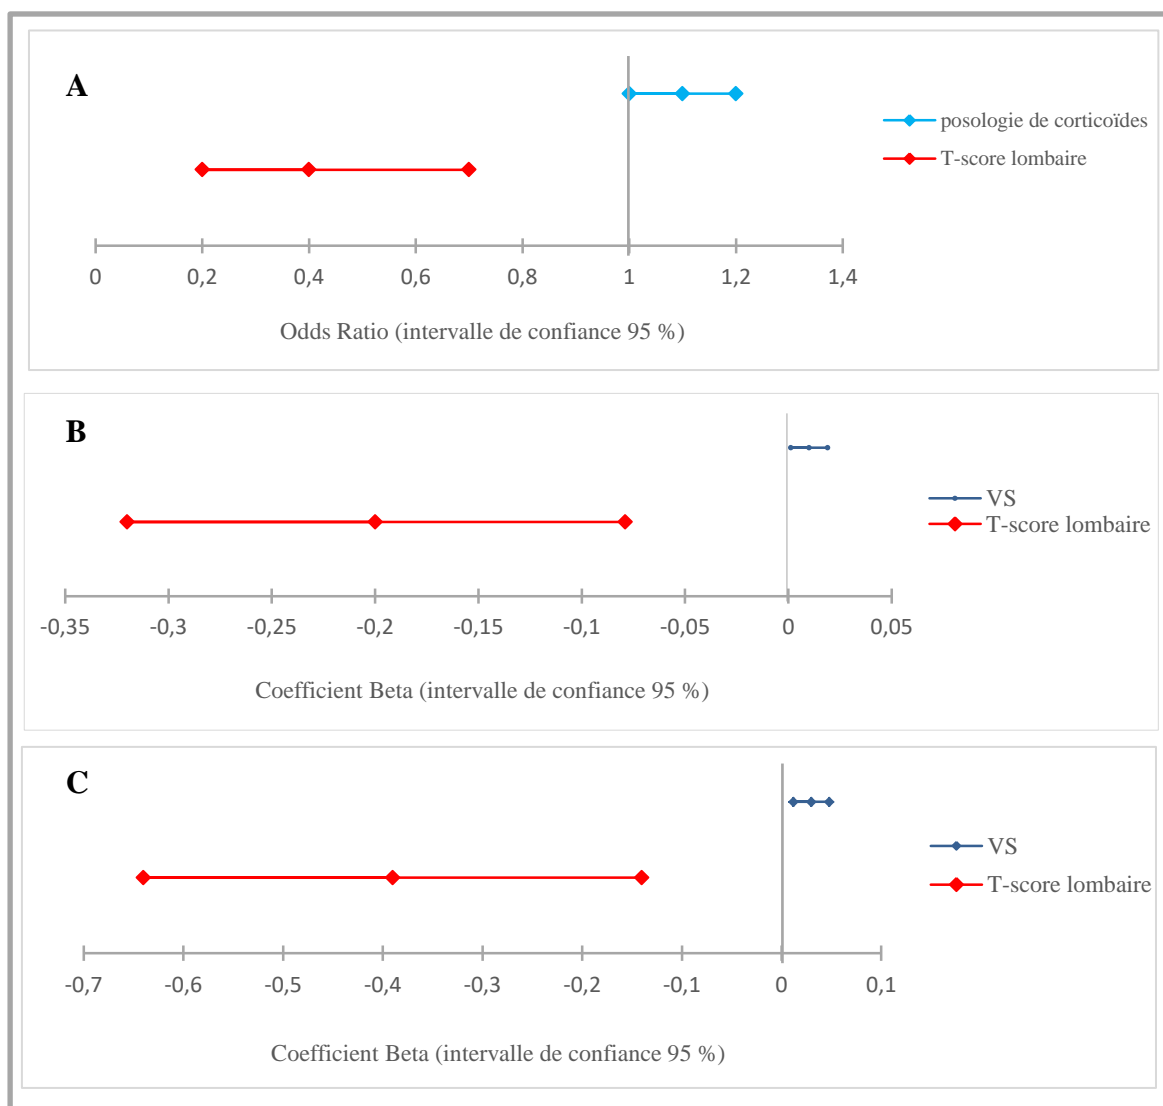 A
posologie de corticoïdes
T-score lombaire
0 0,2 0,4 0,6 0,8 1 1,2 1,4
Odds Ratio (intervalle de confiance 95 %)
B
VS
T-score lombaire
-0,35 -0,3 -0,25 -0,2 -0,15 -0,1 -0,05 0 0,05
Coefficient Beta (intervalle de confiance 95 %)
C
VS
T-score lombaire
-0,7 -0,6 -0,5 -0,4 -0,3 -0,2 -0,1 0 0,1
Coefficient Beta (intervalle de confiance 95 %)